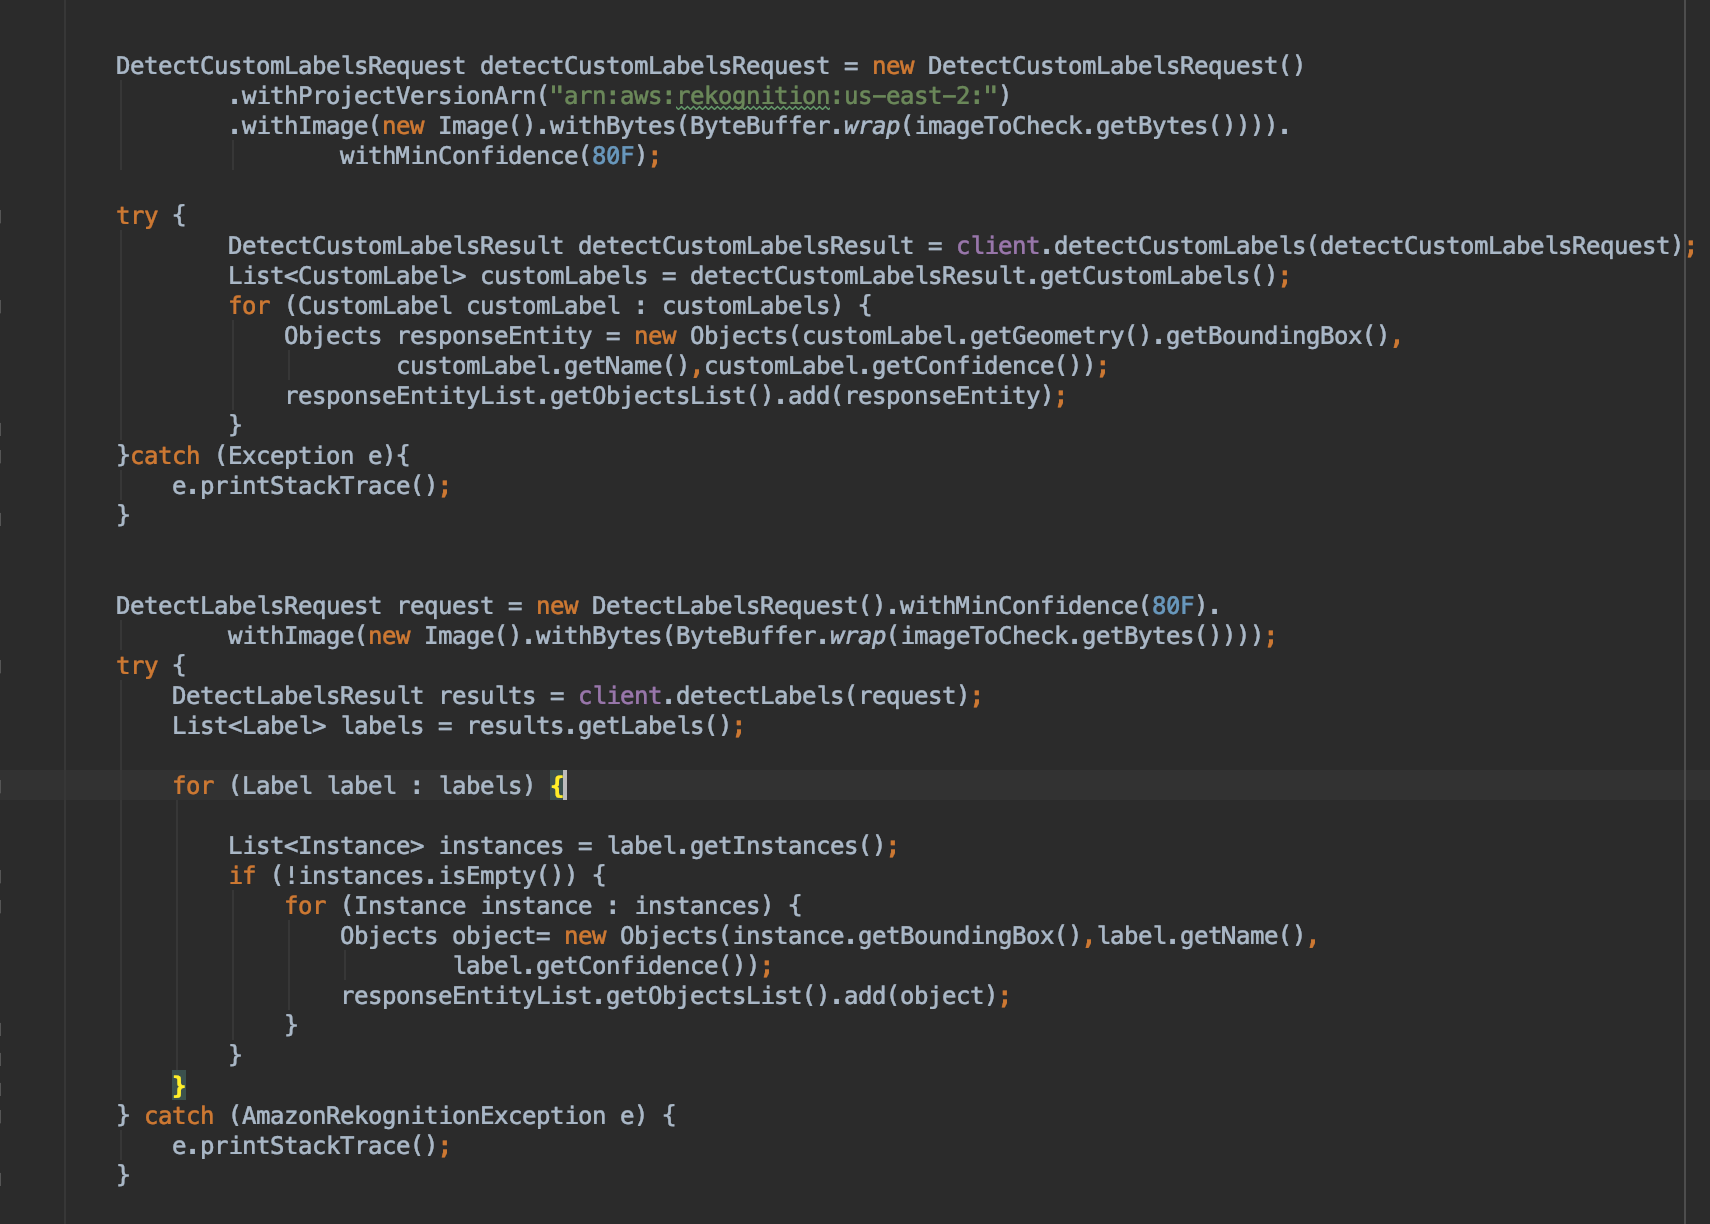 DetectCustomLabelsRequest detectCustomLabelsRequest = new DetectCustomLabelsRequest()
.withProjectVersionArn("arn:aws:rekognition:us-east-2:")
.withImage(new Image().withBytes(ByteBuffer.wrap(imageToCheck.getBytes()))).
withMinConfidence(80F);
try {
DetectCustomLabelsResult detectCustomLabelsResult = client.detectCustomLabels(detectCustomLabelsRequest);
List<CustomLabel> customLabels = detectCustomLabelsResult.getCustomLabels();
for (CustomLabel customLabel : customLabels) {
Objects responseEntity = new Objects(customLabel.getGeometry().getBoundingBox(),
customLabel.getName(),customLabel.getConfidence());
responseEntityList.getObjectsList().add(responseEntity);
}
}catch (Exception e){
e.printStackTrace();
}
DetectLabelsRequest request = new DetectLabelsRequest().withMinConfidence(80F).
withImage(new Image().withBytes(ByteBuffer.wrap(imageToCheck.getBytes())));
try {
DetectLabelsResult results = client.detectLabels(request);
List<Label> labels = results.getLabels();
for (Label label : labels) {
List<Instance> instances = label.getInstances();
if (!instances.isEmpty()) {
for (Instance instance : instances) {
Objects object= new Objects(instance.getBoundingBox(),label.getName(),
label.getConfidence());
responseEntityList.getObjectsList().add(object);
}
}
}
} catch (AmazonRekognitionException e) {
e.printStackTrace();
}